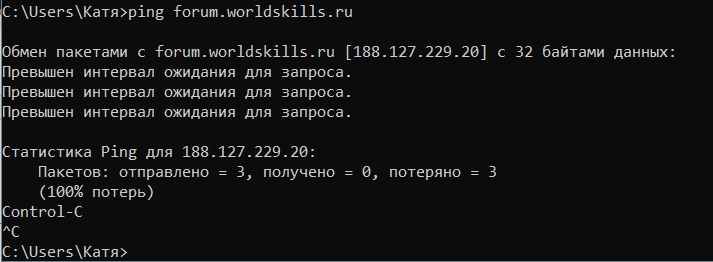 C:\Users\Катя>ping forum.worldskills.ru
Обмен пакетами с forum.worldskills.ru [188.127.229.20] с 32 байтами данных:
Превышен интервал ожидания для запроса.
Превышен интервал ожидания для запроса.
Превышен интервал ожидания для запроса.
Статистика Ping для 188.127.229.20:
Пакетов: отправлено = 3, получено = 0, потеряно = 3
(100% потерь)
Control-C
^C
C:\Users\Катя>